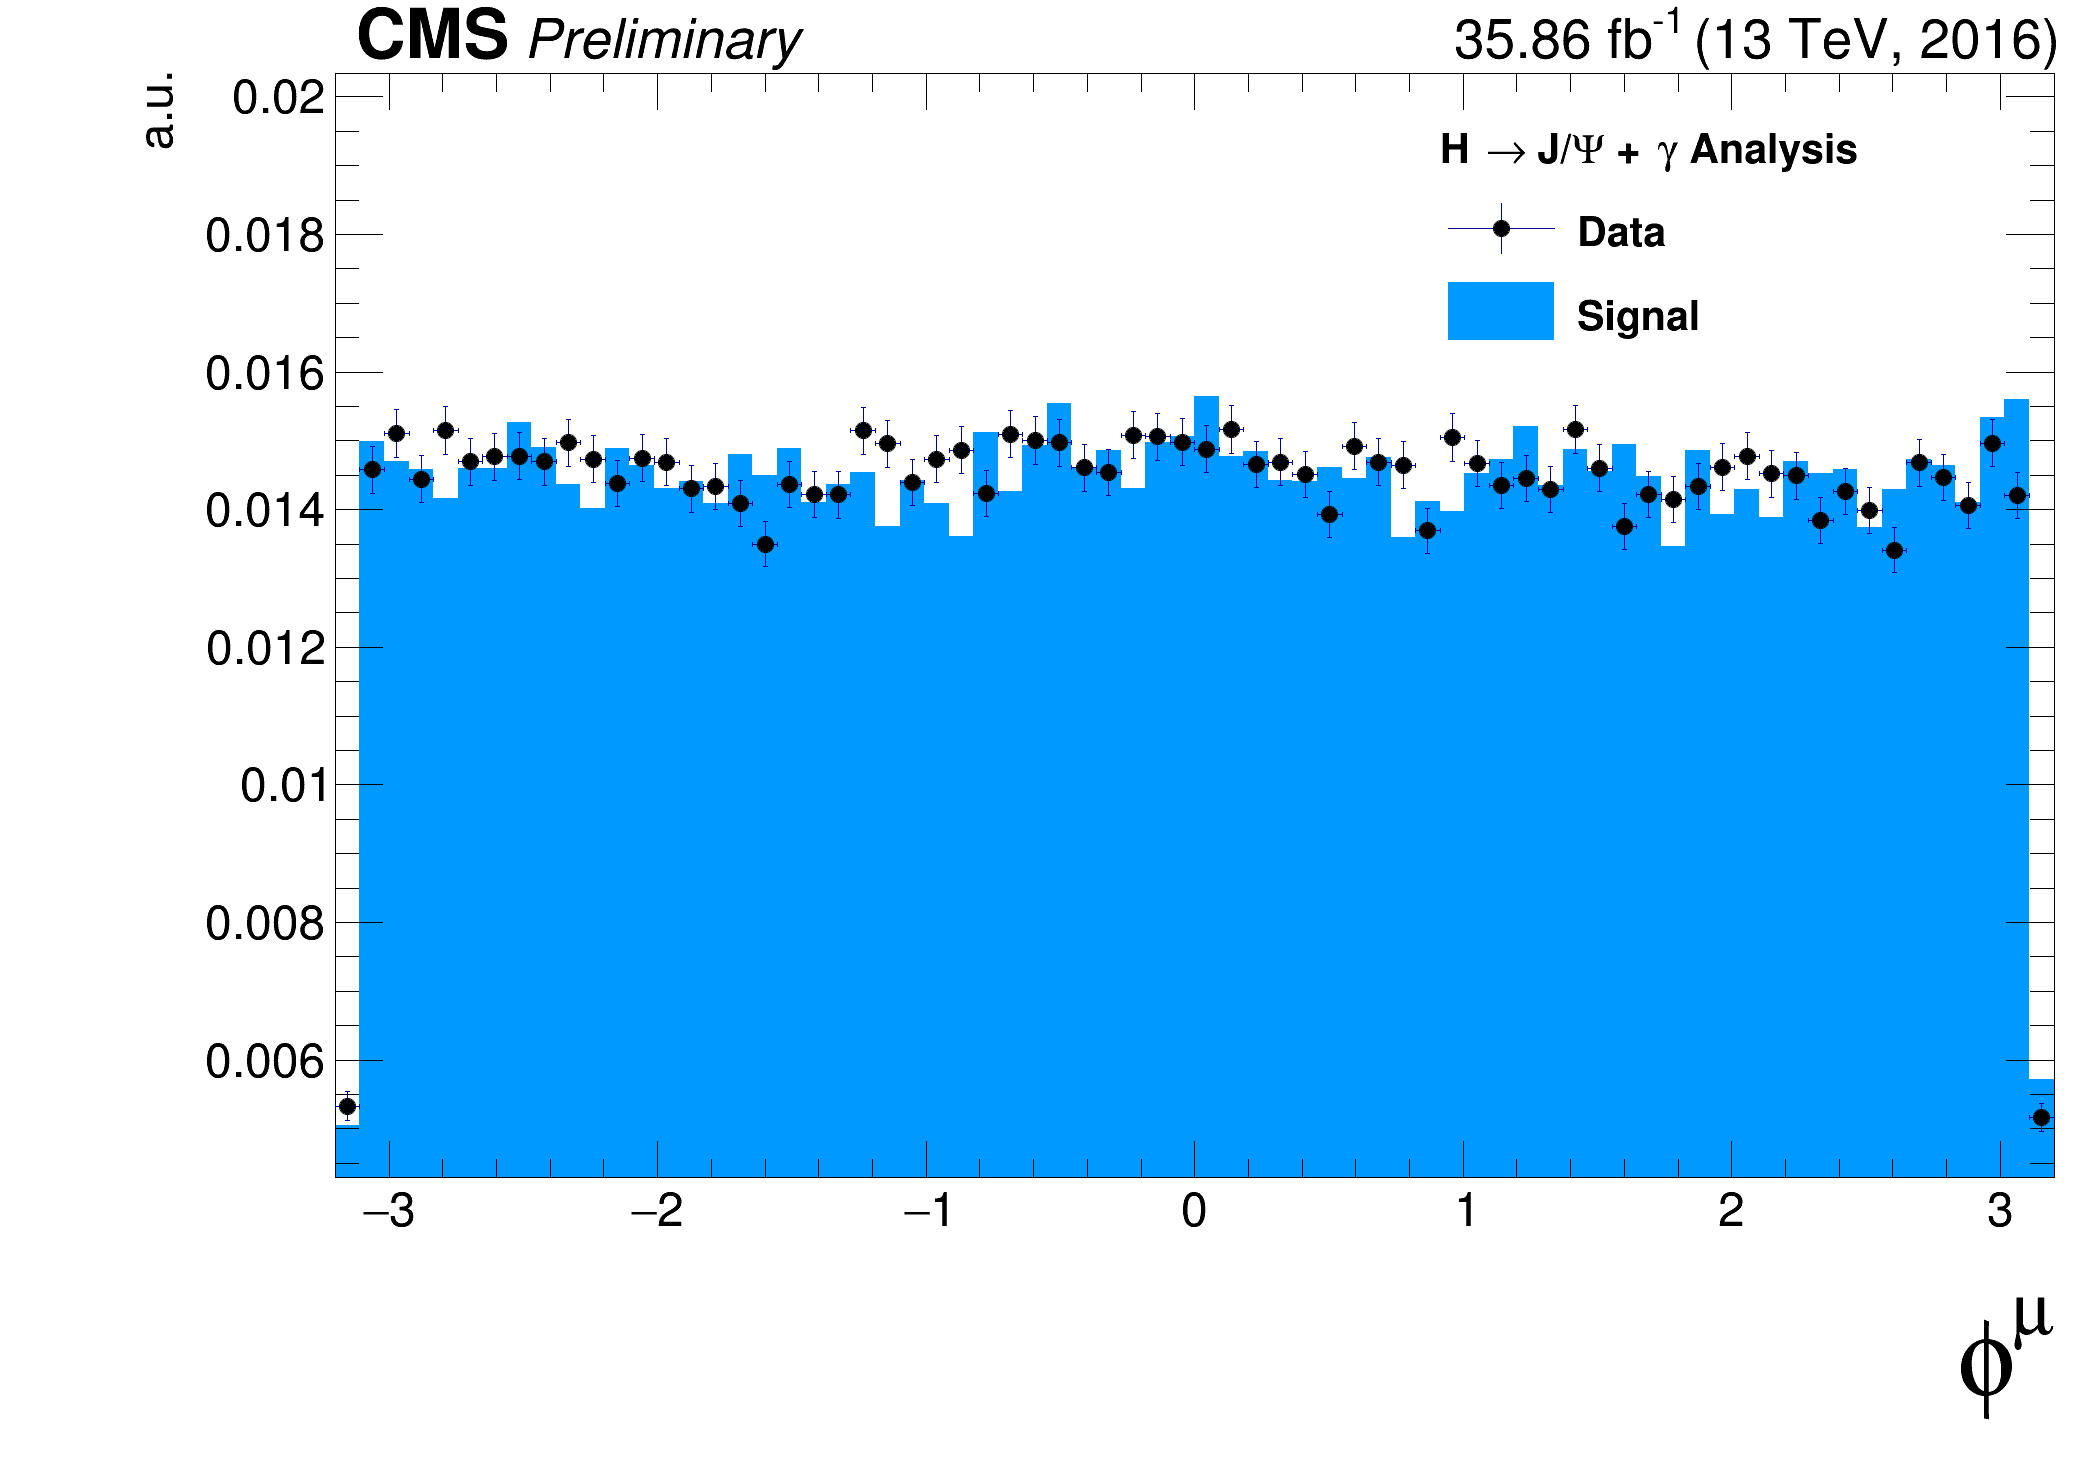 CMS Preliminary 35.86 fb-1 (13 TeV, 2016)
a.u.
0.02
0.018
0.016
0.014
0.012
0.01
0.008
0.006
H → J/Ψ + γ Analysis
Data
Signal
−3 −2 −1 0 1 2 3
ϕμ